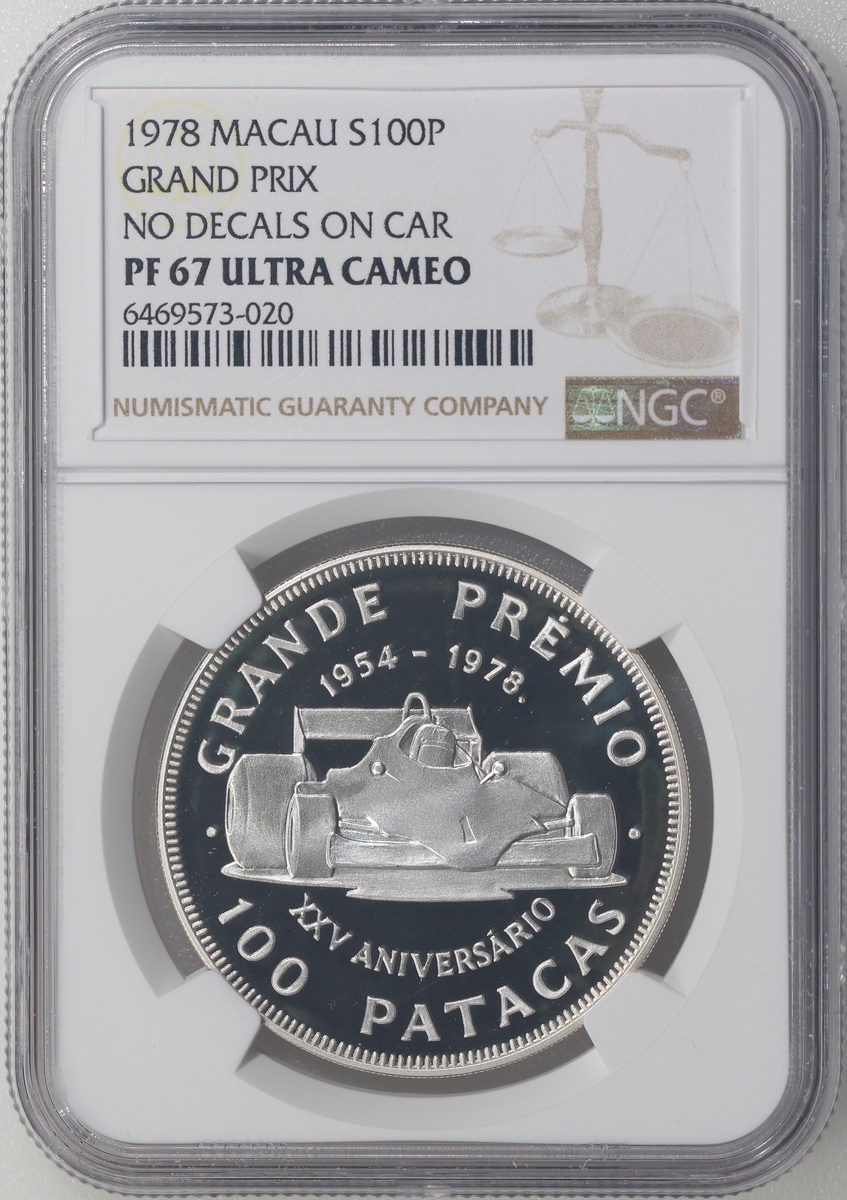 1978 MACAU S100P
GRAND PRIX
NO DECALS ON CAR
PF 67 ULTRA CAMEO
6469573-020
NUMISMATIC GUARANTY COMPANY
NGC®
GRANDE PRÉMIO
1954 - 1978.
1
XXV ANIVERSÁRIO
100 PATACAS